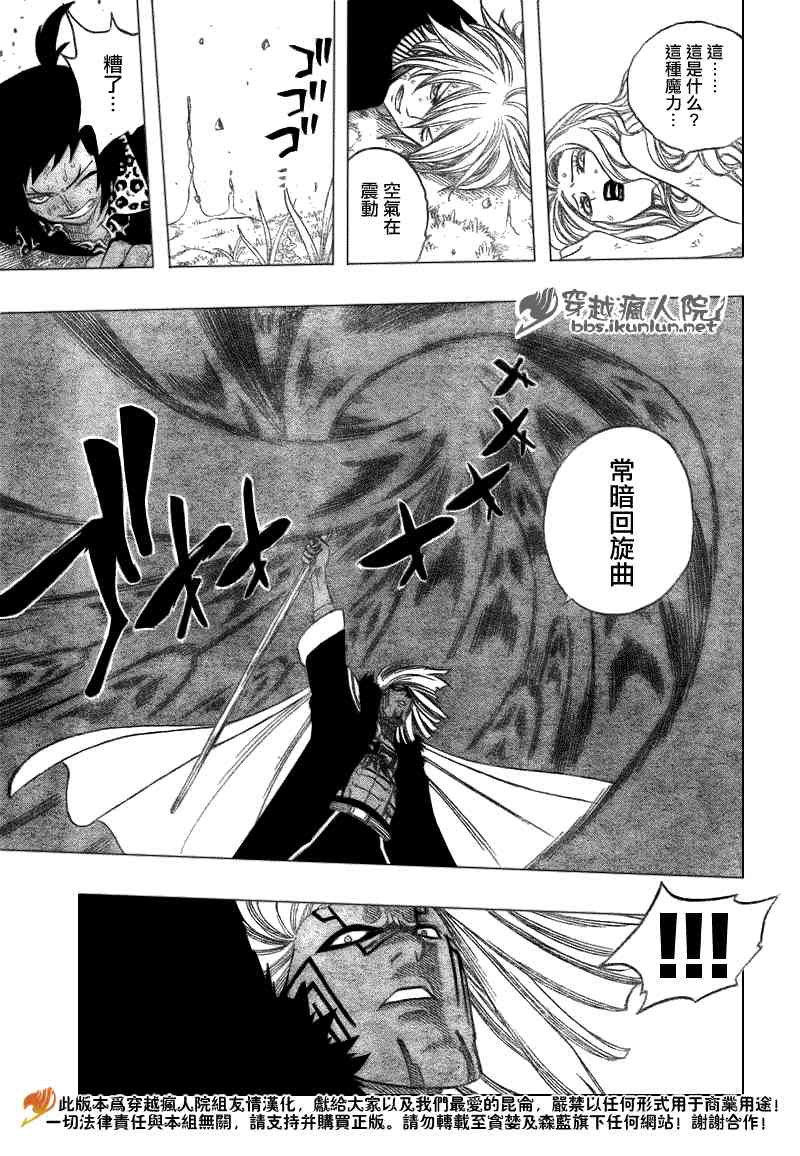 這……
這是什么？
這種魔力…
空氣在
震動
ズズズ
糟了…
穿越瘋人院
bbs.ikunlun.net
常暗回旋曲
!!!
此版本爲穿越瘋人院組友情漢化，獻給大家以及我們最愛的昆侖，嚴禁以任何形式用于商業用途！
一切法律責任與本組無關，請支持并購買正版。請勿轉載至貪婪及森藍旗下任何網站！謝謝合作！